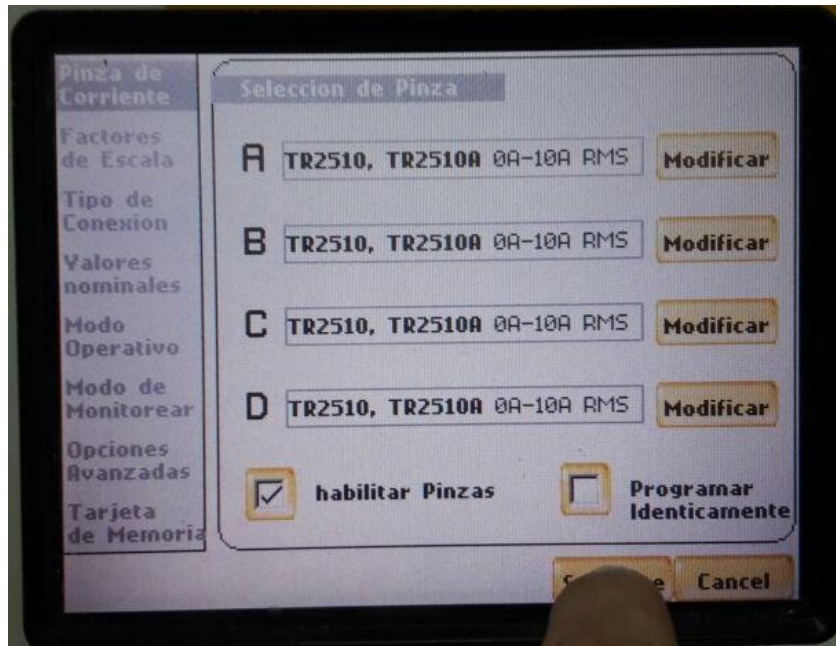 Pinza de
Corriente
Factores
de Escala
Tipo de
Conexion
Valores
nominales
Modo
Operativo
Modo de
Monitorear
Opciones
Avanzadas
Tarjeta
de Memoria
Seleccion de Pinza
A TR2510, TR2510A 0A-10A RMS Modificar
B TR2510, TR2510A 0A-10A RMS Modificar
C TR2510, TR2510A 0A-10A RMS Modificar
D TR2510, TR2510A 0A-10A RMS Modificar
habilitar Pinzas
Programar
Identicamente
Cancel